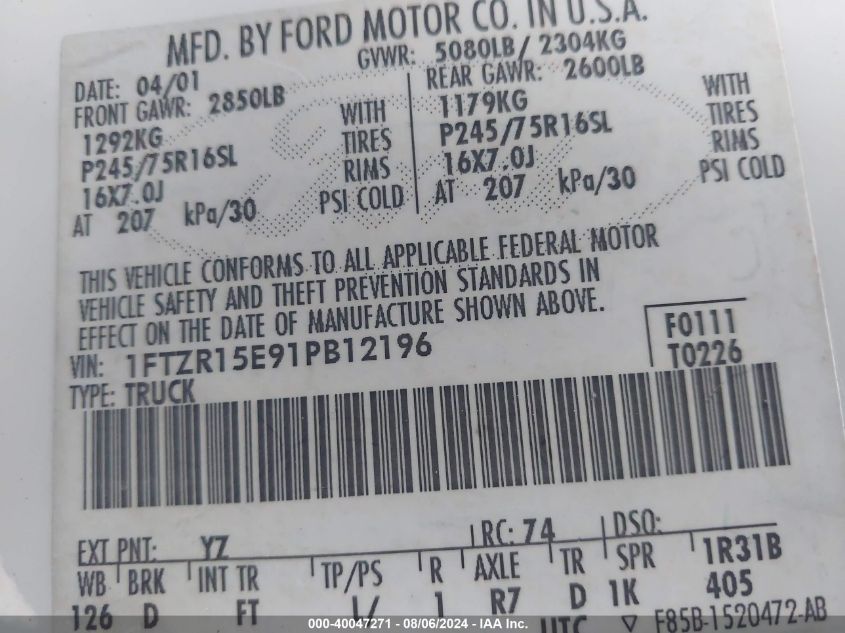 MFD. BY FORD MOTOR CO. IN U.S.A.
DATE: 04/01 GVWR: 5080LB/ 2304KG
FRONT GAWR: 2850LB REAR GAWR: 2600LB
1292KG WITH 1179KG WITH
P245/75R16SL TIRES P245/75R16SL TIRES
16X7.0J RIMS 16X7.0J RIMS
AT 207 kPa/30 PSI COLD AT 207 kPa/30 PSI COLD
THIS VEHICLE CONFORMS TO ALL APPLICABLE FEDERAL MOTOR
VEHICLE SAFETY AND THEFT PREVENTION STANDARDS IN
EFFECT ON THE DATE OF MANUFACTURE SHOWN ABOVE.
VIN: 1FTZR15E91PB12196 F0111
TYPE: TRUCK T0226
EXT PNT: YZ RC: 74 DSO:
WB BRK INT TR TP/PS R AXLE TR SPR 1R31B
126 D FT 1 R7 D 1K 405
UTC ▽ F85B-1520472-AB
000-40047271 - 08/06/2024 - IAA Inc.